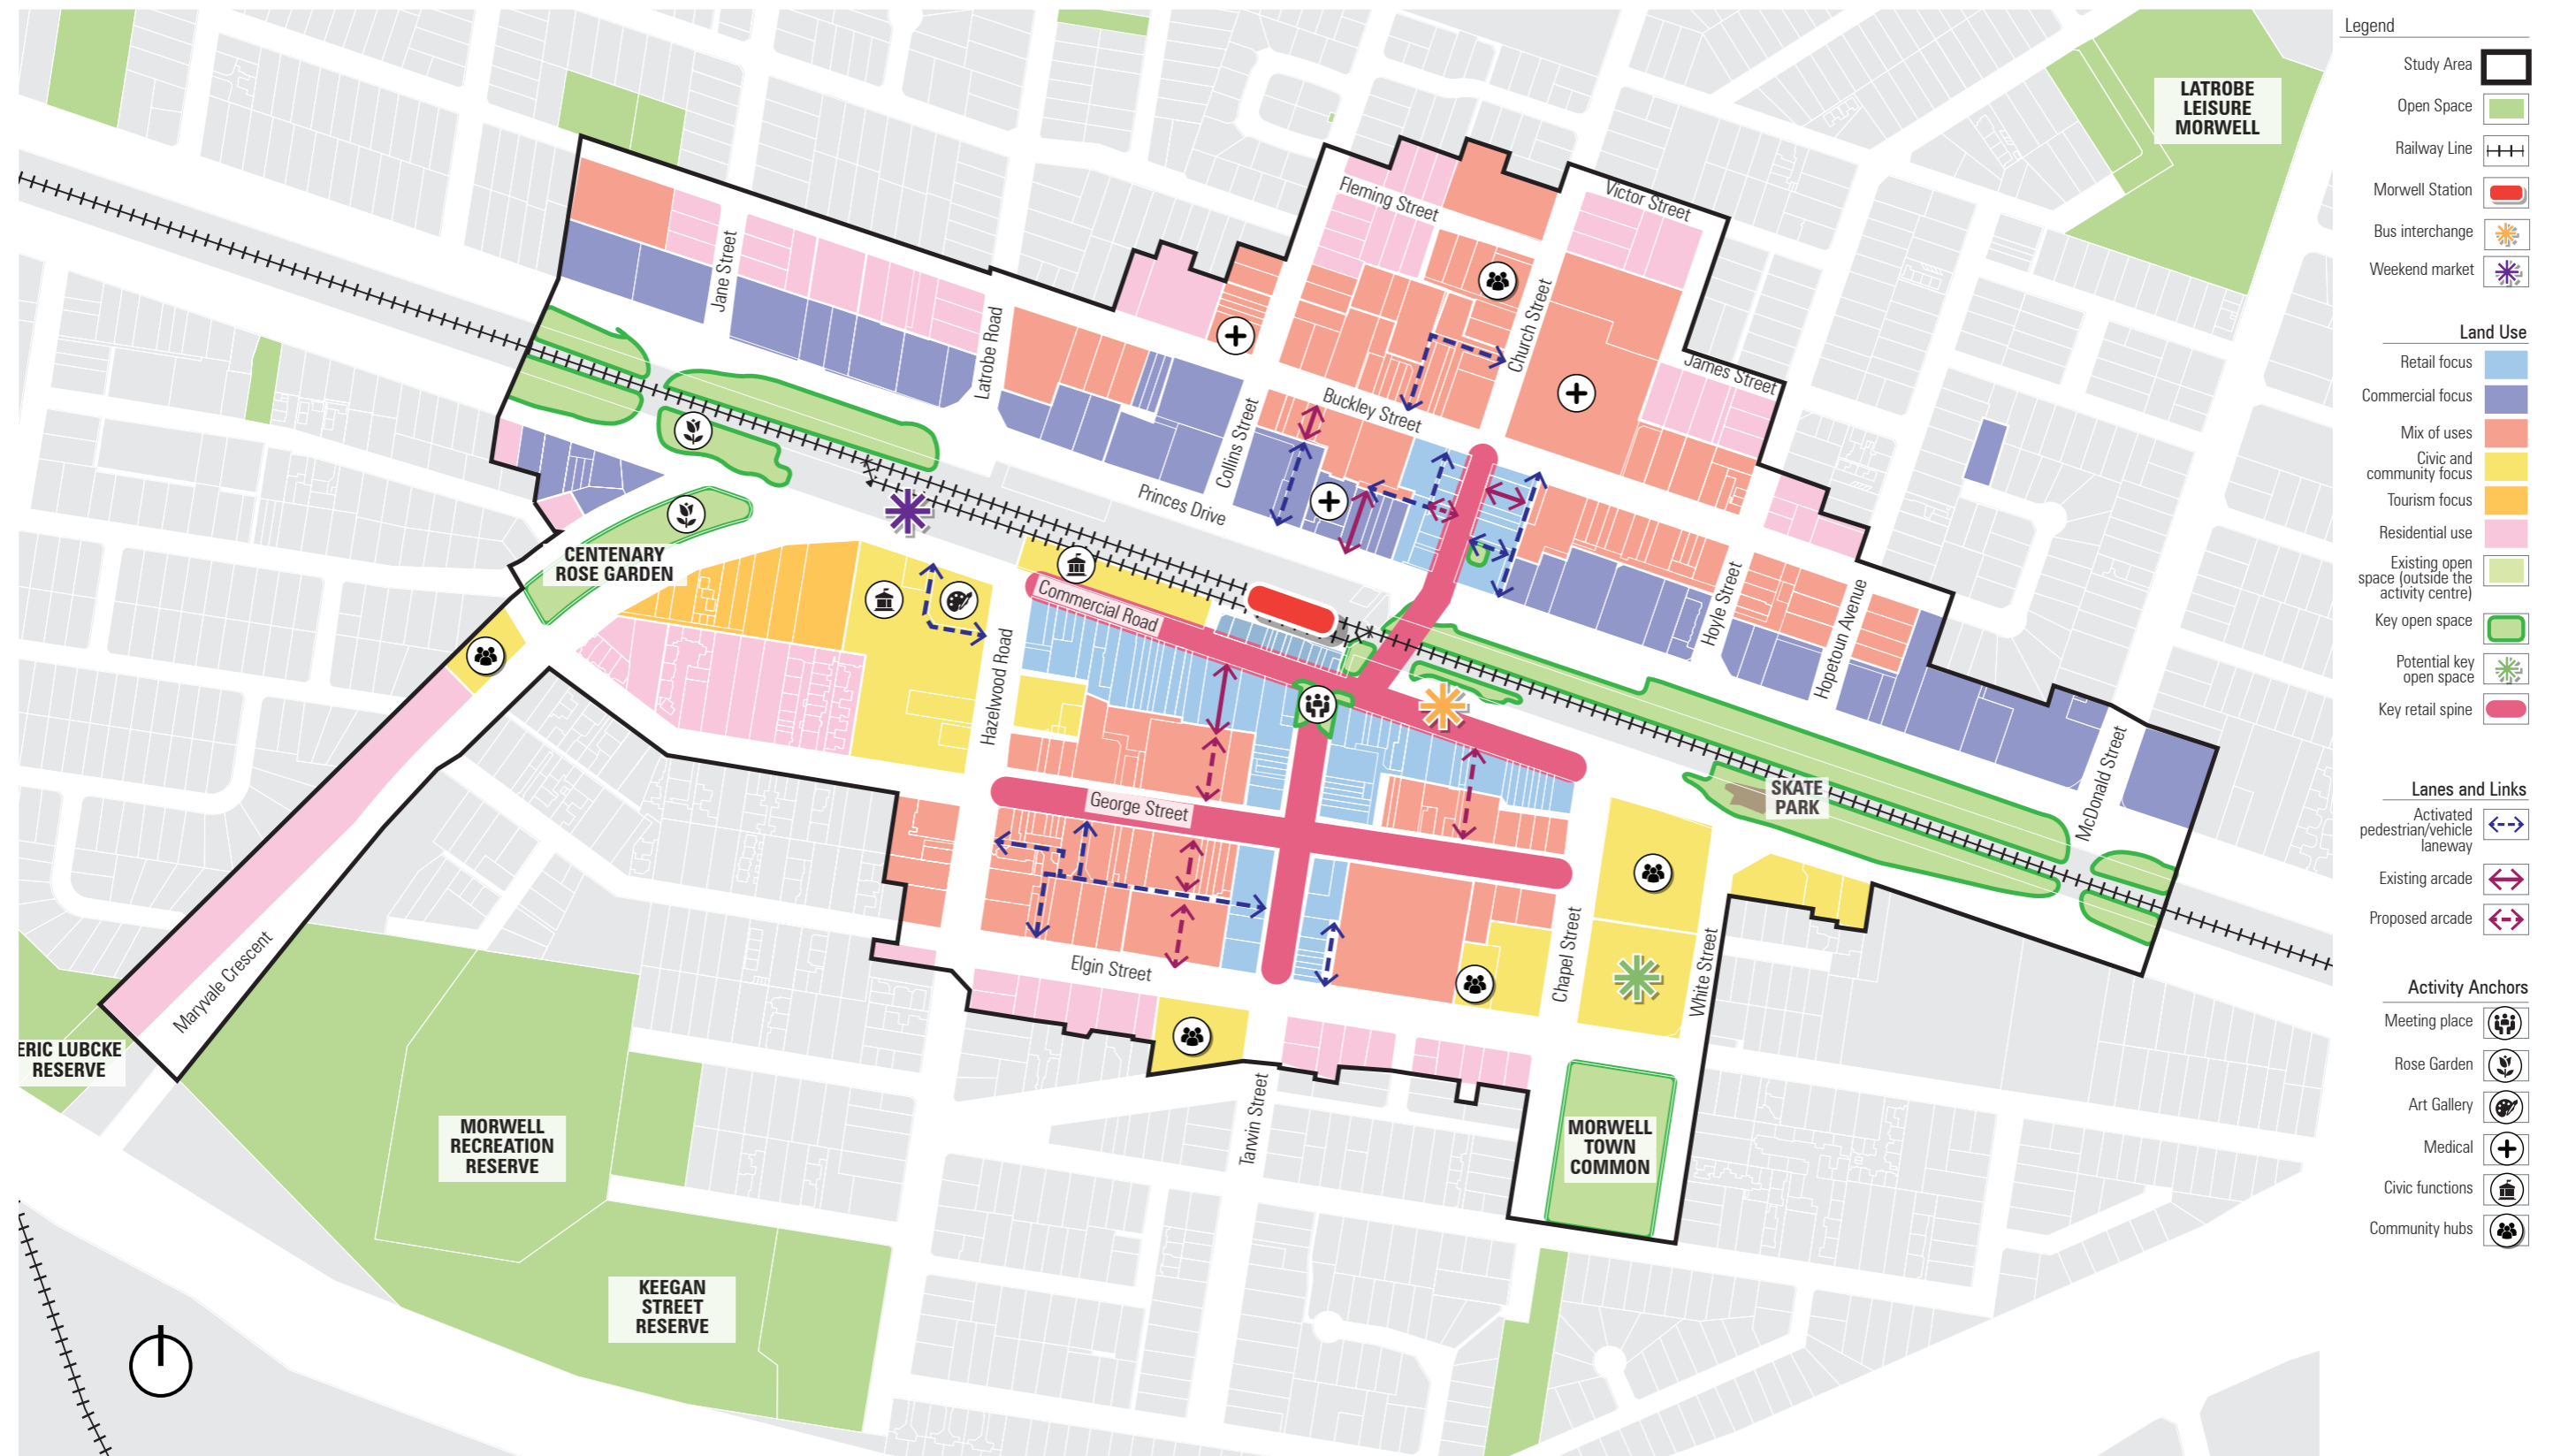 LATROBE
LEISURE
MORWELL
Fleming Street
Victor Street
Jane Street
Latrobe Road
Church Street
James Street
Buckley Street
Collins Street
Princes Drive
CENTENARY
ROSE GARDEN
Commercial Road
Hazelwood Road
Hoyle Street
Hopetoun Avenue
McDonald Street
SKATE
PARK
George Street
Elgin Street
Chapel Street
White Street
Maryvale Crescent
ERIC LUBCKE
RESERVE
MORWELL
RECREATION
RESERVE
Tarwin Street
MORWELL
TOWN
COMMON
KEEGAN
STREET
RESERVE
Legend
Study Area
Open Space
Railway Line
Morwell Station
Bus interchange
Weekend market
Land Use
Retail focus
Commercial focus
Mix of uses
Civic and
community focus
Tourism focus
Residential use
Existing open
space (outside the
activity centre)
Key open space
Potential key
open space
Key retail spine
Lanes and Links
Activated
pedestrian/vehicle
laneway
Existing arcade
Proposed arcade
Activity Anchors
Meeting place
Rose Garden
Art Gallery
Medical
Civic functions
Community hubs